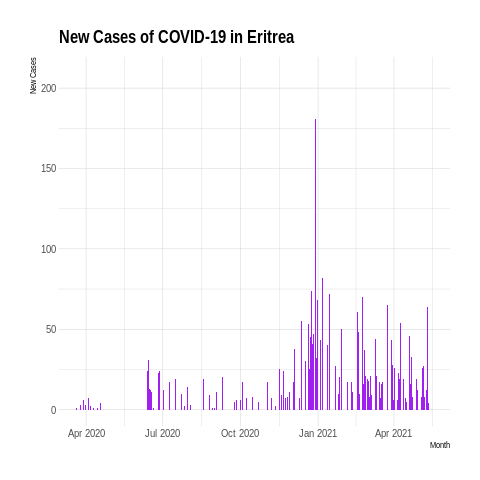 New Cases of COVID-19 in Eritrea
New Cases
200
150
100
50
0
Apr 2020 Jul 2020 Oct 2020 Jan 2021 Apr 2021
Month